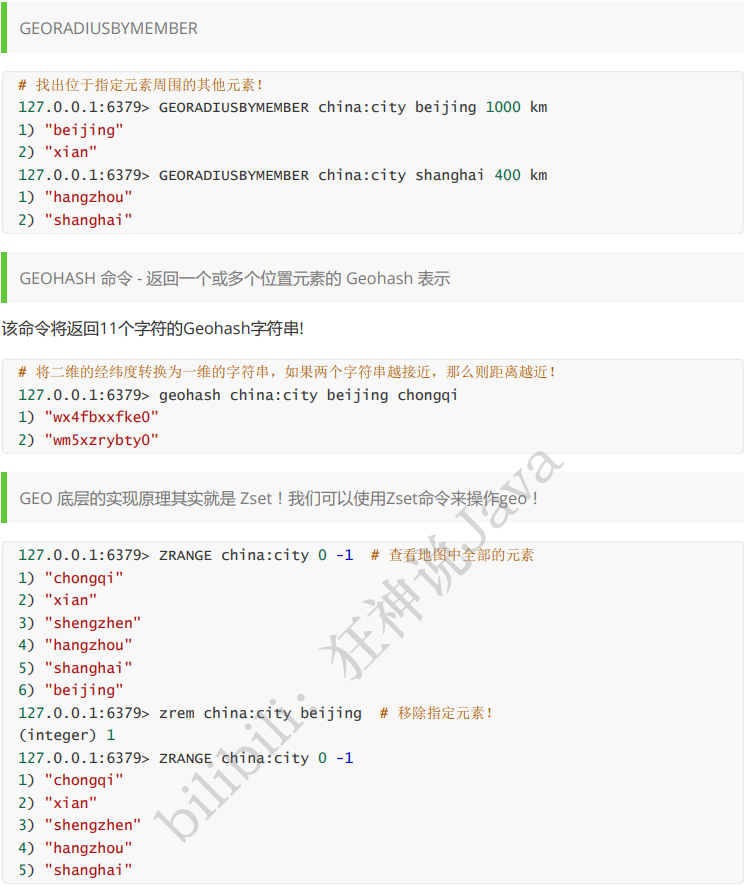 GEORADIUSBYMEMBER
# 找出位于指定元素周围的其他元素！
127.0.0.1:6379> GEORADIUSBYMEMBER china:city beijing 1000 km
1) "beijing"
2) "xian"
127.0.0.1:6379> GEORADIUSBYMEMBER china:city shanghai 400 km
1) "hangzhou"
2) "shanghai"
GEOHASH 命令 - 返回一个或多个位置元素的 Geohash 表示
该命令将返回11个字符的Geohash字符串!
# 将二维的经纬度转换为一维的字符串，如果两个字符串越接近，那么则距离越近！
127.0.0.1:6379> geohash china:city beijing chongqi
1) "wx4fbxxfke0"
2) "wm5xzrybty0"
GEO 底层的实现原理其实就是 Zset！我们可以使用Zset命令来操作geo！
127.0.0.1:6379> ZRANGE china:city 0 -1 # 查看地图中全部的元素
1) "chongqi"
2) "xian"
3) "shengzhen"
4) "hangzhou"
5) "shanghai"
6) "beijing"
127.0.0.1:6379> zrem china:city beijing # 移除指定元素！
(integer) 1
127.0.0.1:6379> ZRANGE china:city 0 -1
1) "chongqi"
2) "xian"
3) "shengzhen"
4) "hangzhou"
5) "shanghai"
bilibili：狂神说Java